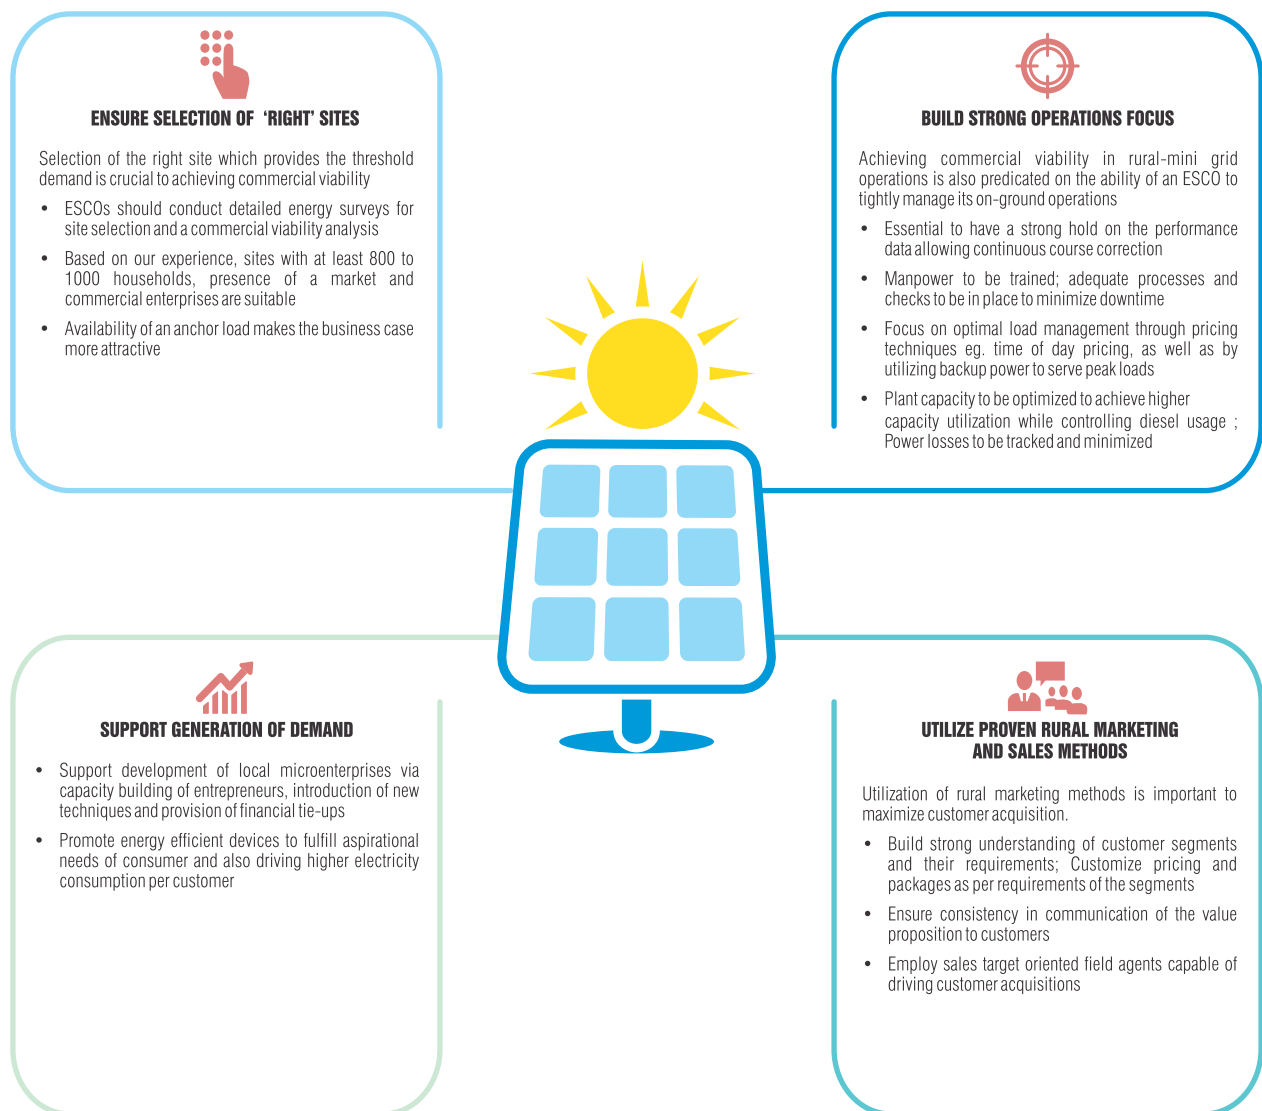 ENSURE SELECTION OF ‘RIGHT’ SITES
Selection of the right site which provides the threshold
demand is crucial to achieving commercial viability
• ESCOs should conduct detailed energy surveys for
site selection and a commercial viability analysis
• Based on our experience, sites with at least 800 to
1000 households, presence of a market and
commercial enterprises are suitable
• Availability of an anchor load makes the business case
more attractive
BUILD STRONG OPERATIONS FOCUS
Achieving commercial viability in rural-mini grid
operations is also predicated on the ability of an ESCO to
tightly manage its on-ground operations
• Essential to have a strong hold on the performance
data allowing continuous course correction
• Manpower to be trained; adequate processes and
checks to be in place to minimize downtime
• Focus on optimal load management through pricing
techniques eg. time of day pricing, as well as by
utilizing backup power to serve peak loads
• Plant capacity to be optimized to achieve higher
capacity utilization while controlling diesel usage ;
Power losses to be tracked and minimized
SUPPORT GENERATION OF DEMAND
• Support development of local microenterprises via
capacity building of entrepreneurs, introduction of new
techniques and provision of financial tie-ups
• Promote energy efficient devices to fulfill aspirational
needs of consumer and also driving higher electricity
consumption per customer
UTILIZE PROVEN RURAL MARKETING
AND SALES METHODS
Utilization of rural marketing methods is important to
maximize customer acquisition.
• Build strong understanding of customer segments
and their requirements; Customize pricing and
packages as per requirements of the segments
• Ensure consistency in communication of the value
proposition to customers
• Employ sales target oriented field agents capable of
driving customer acquisitions